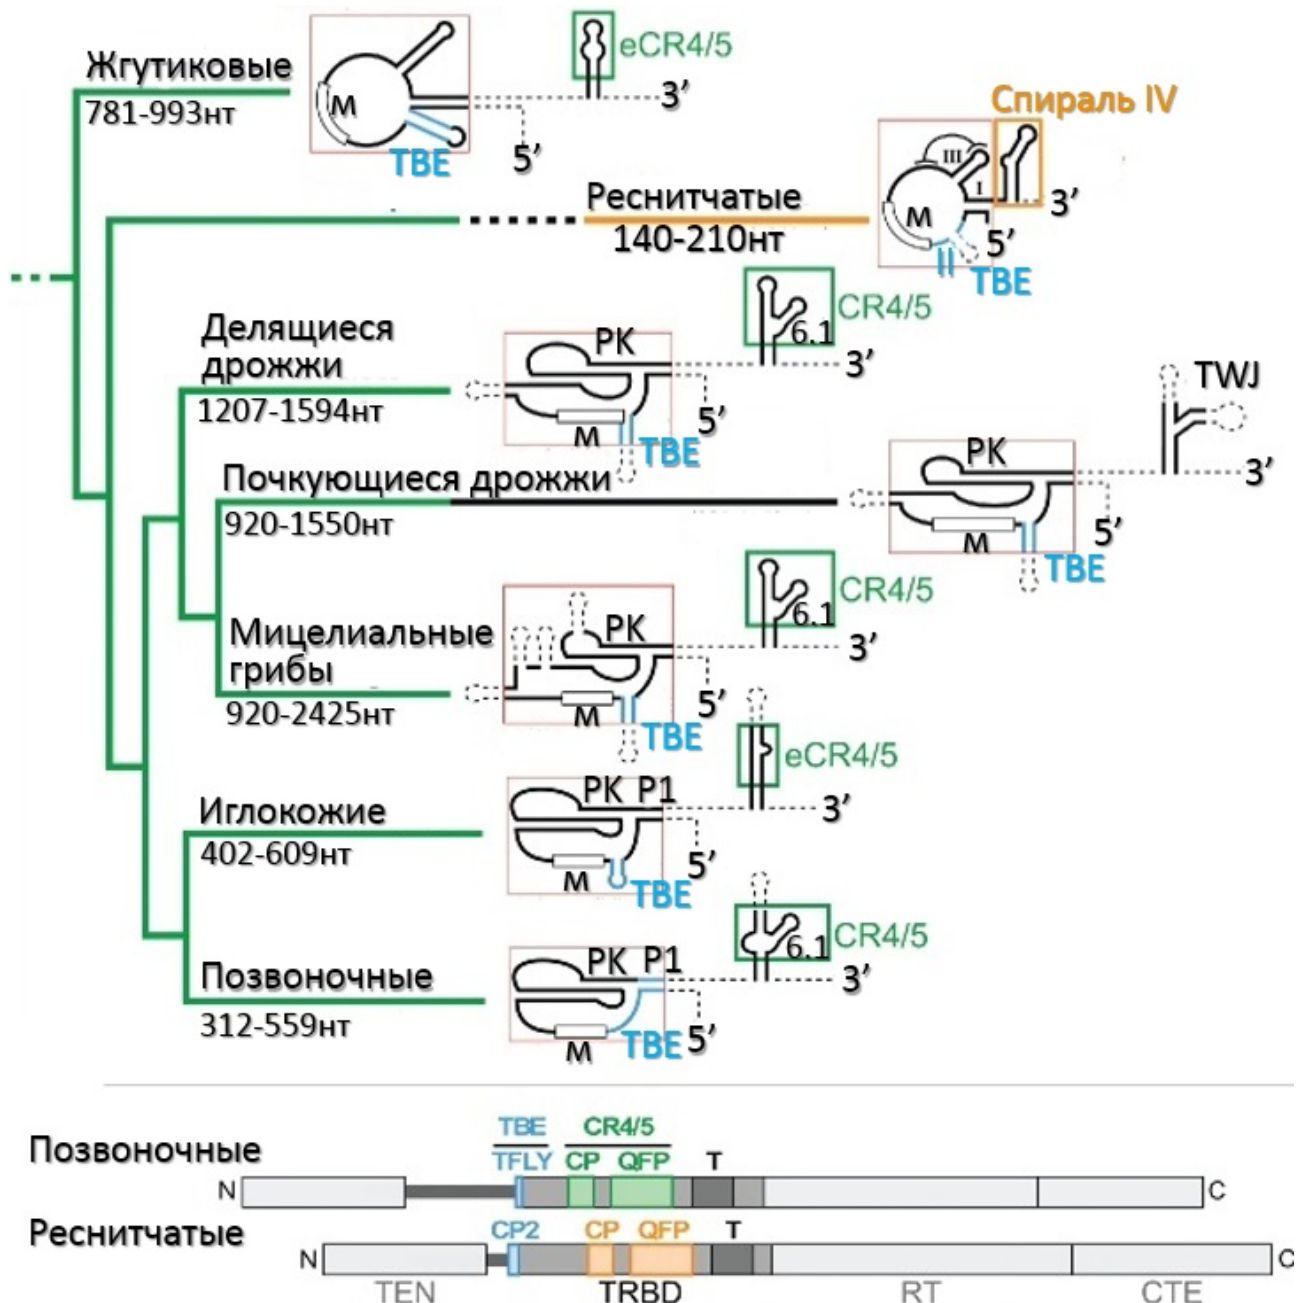 Жгутиковые
781-993нт
M
TBE
5’
eCR4/5
3’
Спираль IV
Реснитчатые
140-210нт
III
I
M
II
TBE
5’
3’
Делящиеся
дрожжи
1207-1594нт
PK
M
TBE
5’
6.1
CR4/5
3’
Почкующиеся дрожжи
920-1550нт
PK
M
TBE
5’
TWJ
3’
Мицелиальные
грибы
920-2425нт
PK
M
TBE
5’
6.1
CR4/5
3’
Иглокожие
402-609нт
PK P1
M
TBE
5’
eCR4/5
3’
Позвоночные
312-559нт
PK P1
M
TBE
5’
6.1
CR4/5
3’
TBE CR4/5
Позвоночные
TFLY CP QFP T
N C
Реснитчатые
CP2 CP QFP T
N C
TEN TRBD RT CTE